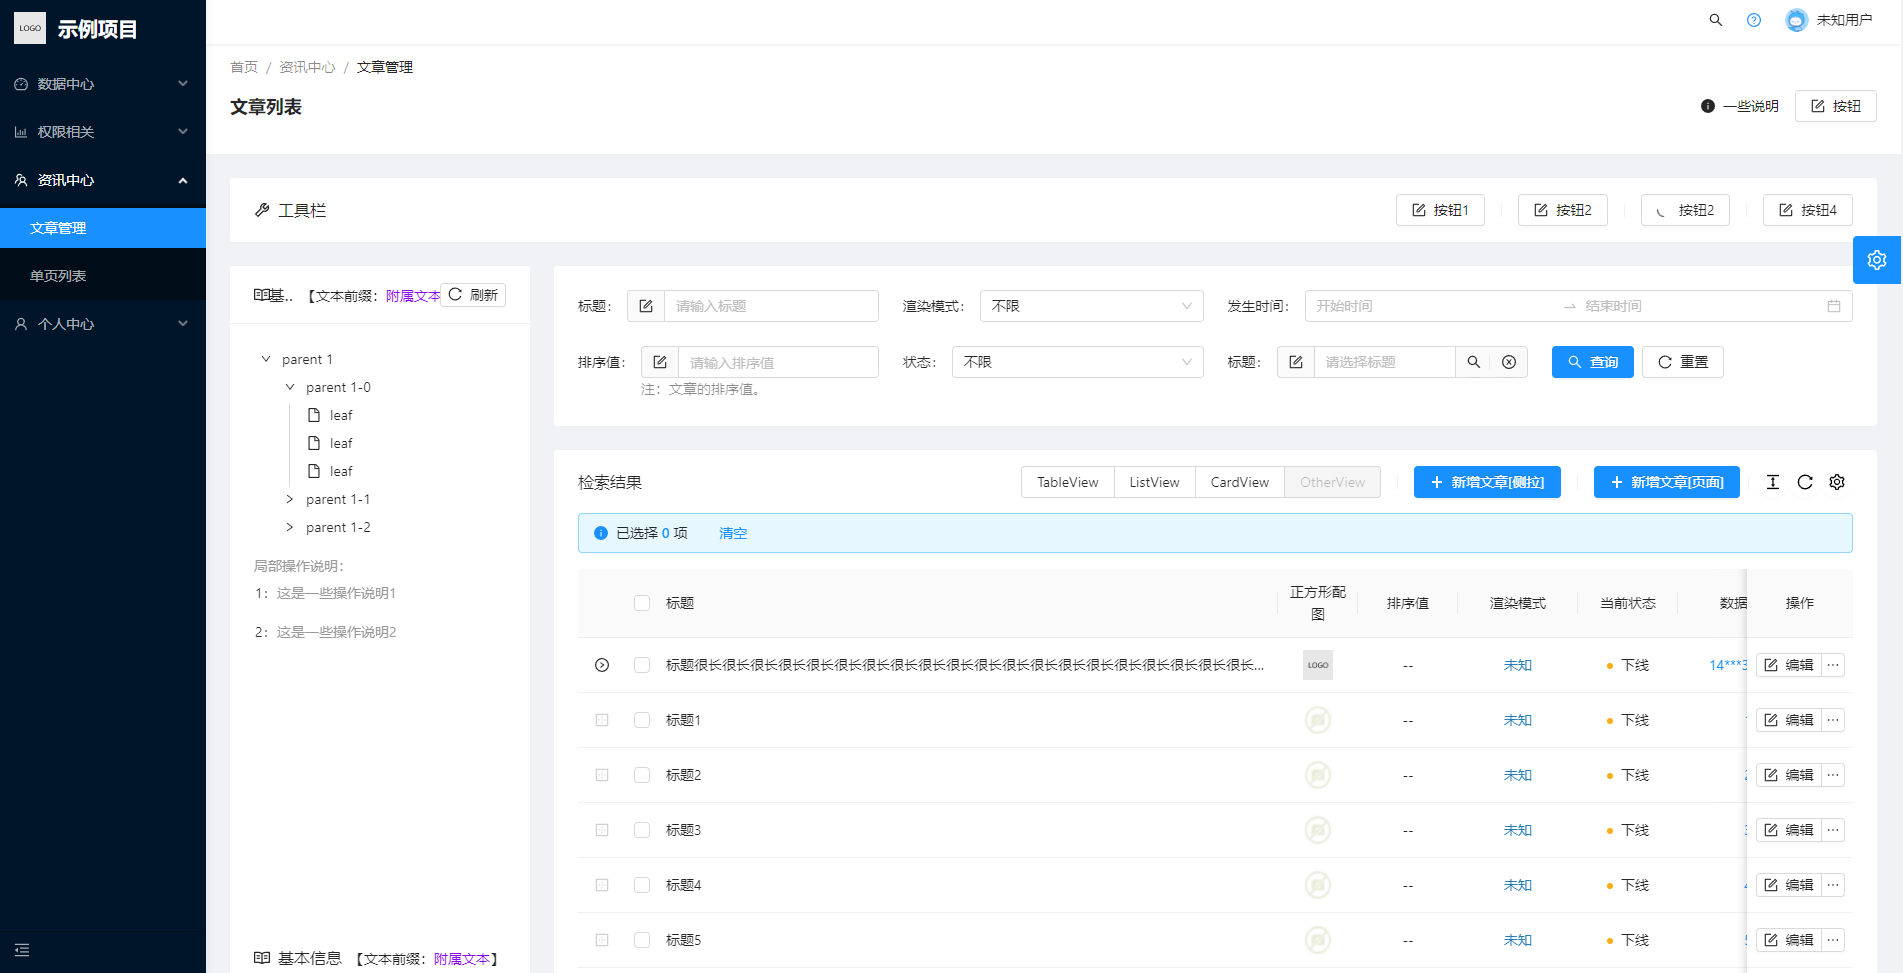 LOGO 示例项目
未知用户
数据中心
权限相关
资讯中心
文章管理
单页列表
个人中心
首页 / 资讯中心 / 文章管理
文章列表
一些说明 按钮
工具栏
按钮1 按钮2 按钮2 按钮4
基.. 【文本前缀：附属文本 刷新
parent 1
parent 1-0
leaf
leaf
leaf
parent 1-1
parent 1-2
局部操作说明：
1：这是一些操作说明1
2：这是一些操作说明2
基本信息 【文本前缀：附属文本】
标题： 请输入标题 渲染模式： 不限 发生时间： 开始时间 结束时间
排序值： 请输入排序值 状态： 不限 标题： 请选择标题 查询 重置
注：文章的排序值。
检索结果 TableView ListView CardView OtherView 新增文章[侧拉] 新增文章[页面]
已选择 0 项 清空
标题 正方形配图 排序值 渲染模式 当前状态 数据 操作
标题很长很长很长很长很长很长很长很长很长很长很长很长很长很长很长很长很长很长很长很长... LOGO -- 未知 下线 14***3 编辑 ...
标题1 -- 未知 下线 编辑 ...
标题2 -- 未知 下线 编辑 ...
标题3 -- 未知 下线 编辑 ...
标题4 -- 未知 下线 编辑 ...
标题5 -- 未知 下线 编辑 ...